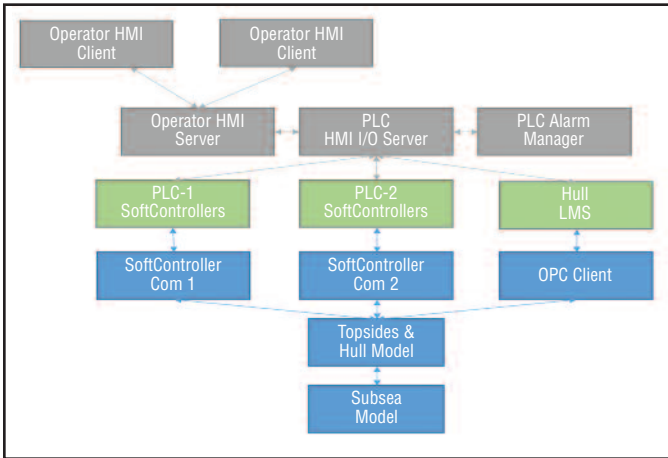 Operator HMI
Client
Operator HMI
Client
Operator HMI
Server
PLC
HMI I/O Server
PLC Alarm
Manager
PLC-1
SoftControllers
PLC-2
SoftControllers
Hull
LMS
SoftController
Com 1
SoftController
Com 2
OPC Client
Topsides &
Hull Model
Subsea
Model